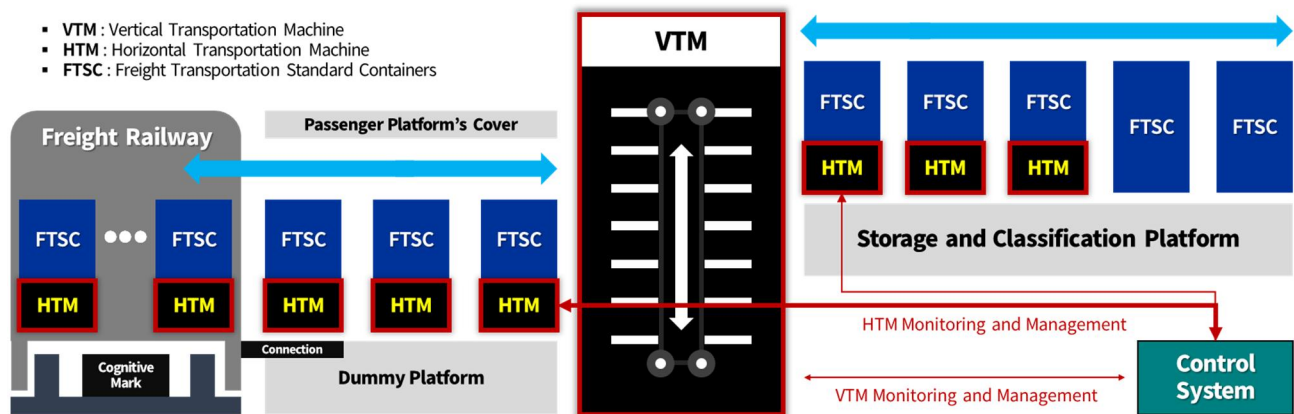 ▪ VTM : Vertical Transportation Machine
▪ HTM : Horizontal Transportation Machine
▪ FTSC : Freight Transportation Standard Containers
VTM
Freight Railway
Passenger Platform's Cover
FTSC
FTSC
FTSC
FTSC
FTSC
HTM
HTM
HTM
HTM
HTM
Connection
Cognitive
Mark
Dummy Platform
FTSC
FTSC
FTSC
FTSC
FTSC
HTM
HTM
HTM
Storage and Classification Platform
HTM Monitoring and Management
VTM Monitoring and Management
Control
System